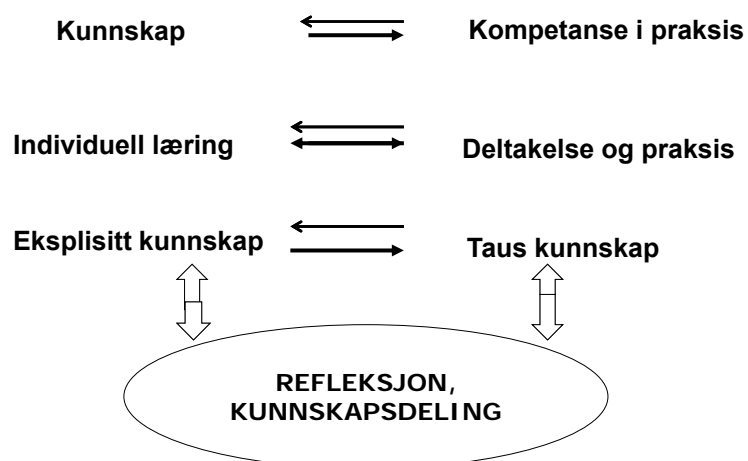 Kunnskap
Kompetanse i praksis
Individuell læring
Deltakelse og praksis
Eksplisitt kunnskap
Taus kunnskap
REFLEKSJON,
KUNNSKAPSDELING